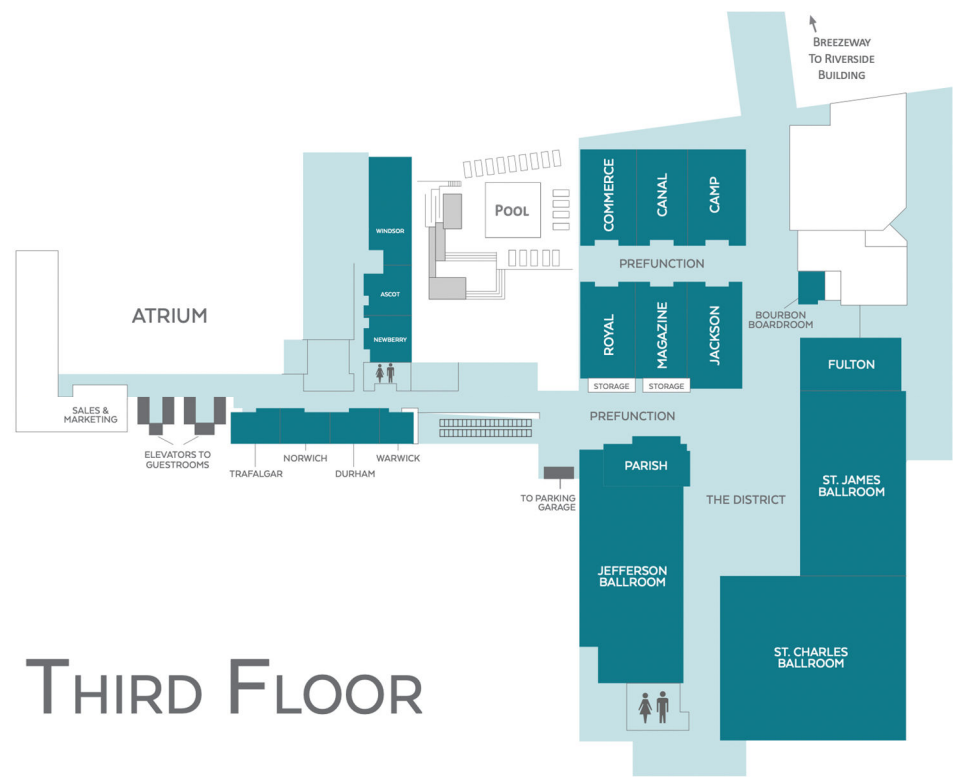 BREEZEWAY
TO RIVERSIDE
BUILDING
COMMERCE
CANAL
CAMP
POOL
WINDSOR
PREFUNCTION
ASCOT
ATRIUM
BOURBON
BOARDROOM
ROYAL
MAGAZINE
JACKSON
NEWBERRY
FULTON
STORAGE
STORAGE
SALES &
MARKETING
PREFUNCTION
ELEVATORS TO
GUESTROOMS
TRAFALGAR
NORWICH
DURHAM
WARWICK
PARISH
TO PARKING
GARAGE
THE DISTRICT
ST. JAMES
BALLROOM
JEFFERSON
BALLROOM
ST. CHARLES
BALLROOM
THIRD FLOOR